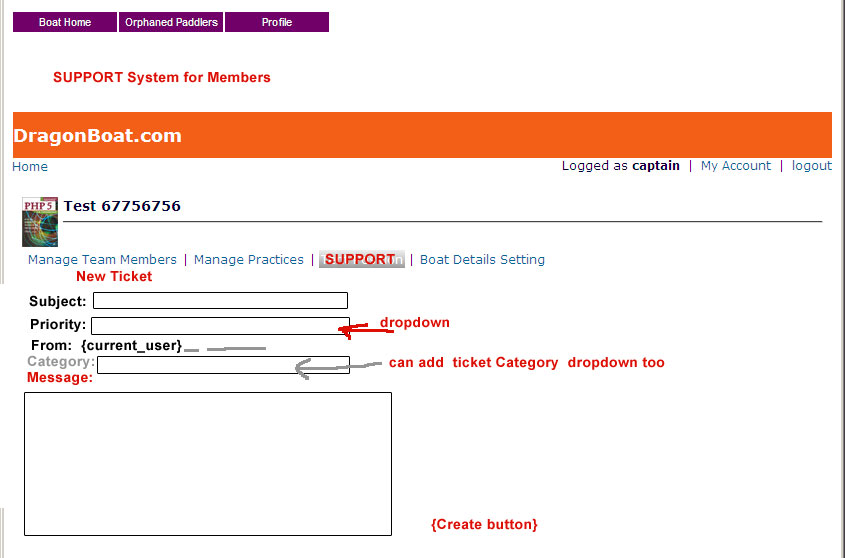 Boat Home Orphaned Paddlers Profile
SUPPORT System for Members
DragonBoat.com
Home Logged as captain | My Account | logout
PHP 5 Test 67756756
Manage Team Members | Manage Practices | SUPPORT | Boat Details Setting
New Ticket
Subject:
Priority: dropdown
From: {current_user}
Category: can add ticket Category dropdown too
Message:
{Create button}